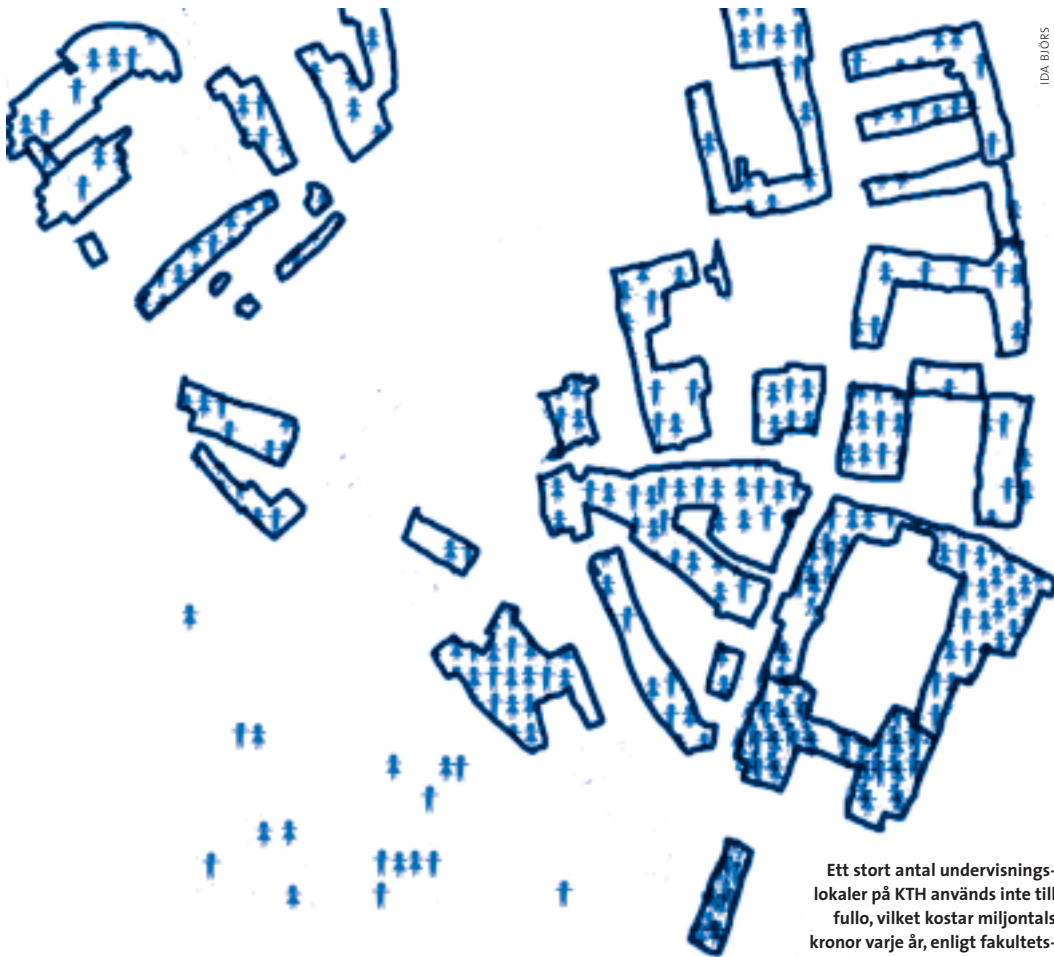 IDA BJÖRS
Ett stort antal undervisnings-
lokaler på KTH används inte till
fullo, vilket kostar miljontals
kronor varje år, enligt fakultets-